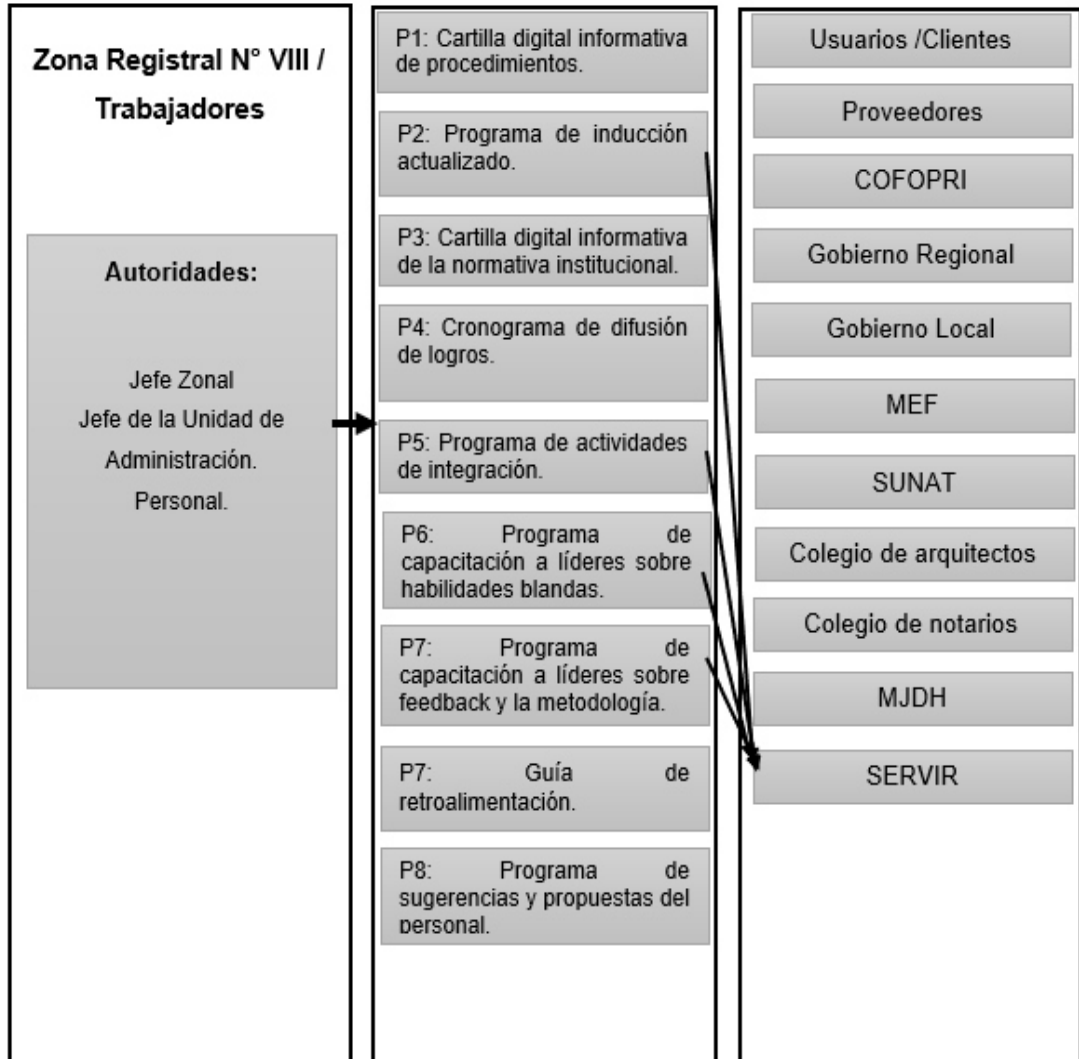 Zona Registral N° VIII /
Trabajadores
Autoridades:
Jefe Zonal
Jefe de la Unidad de
Administración.
Personal.
P1: Cartilla digital informativa
de procedimientos.
P2: Programa de inducción
actualizado.
P3: Cartilla digital informativa
de la normativa institucional.
P4: Cronograma de difusión
de logros.
P5: Programa de actividades
de integración.
P6: Programa de
capacitación a líderes sobre
habilidades blandas.
P7: Programa de
capacitación a líderes sobre
feedback y la metodología.
P7: Guía de
retroalimentación.
P8: Programa de
sugerencias y propuestas del
personal.
Usuarios /Clientes
Proveedores
COFOPRI
Gobierno Regional
Gobierno Local
MEF
SUNAT
Colegio de arquitectos
Colegio de notarios
MJDH
SERVIR